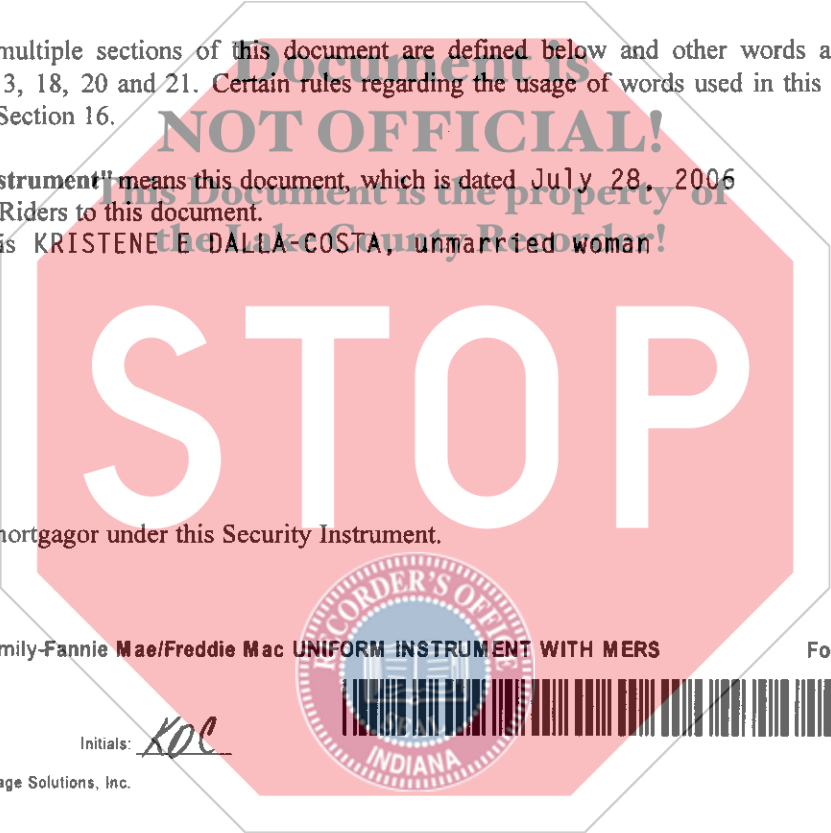 multiple sections of this document are defined below and other words a
Document is
3, 18, 20 and 21. Certain rules regarding the usage of words used in this
Section 16.
NOT OFFICIAL!
strument" means this document, which is dated July 28, 2006
This Document is the property of
Riders to this document.
is KRISTENE E DALLA-COSTA, unmarried woman
the Lake County Recorder!
STOP
mortgagor under this Security Instrument.
RECORDER'S OFFICE
mily-Fannie Mae/Freddie Mac UNIFORM INSTRUMENT WITH MERS Fo
SEAL
Initials: KDC
INDIANA
age Solutions, Inc.